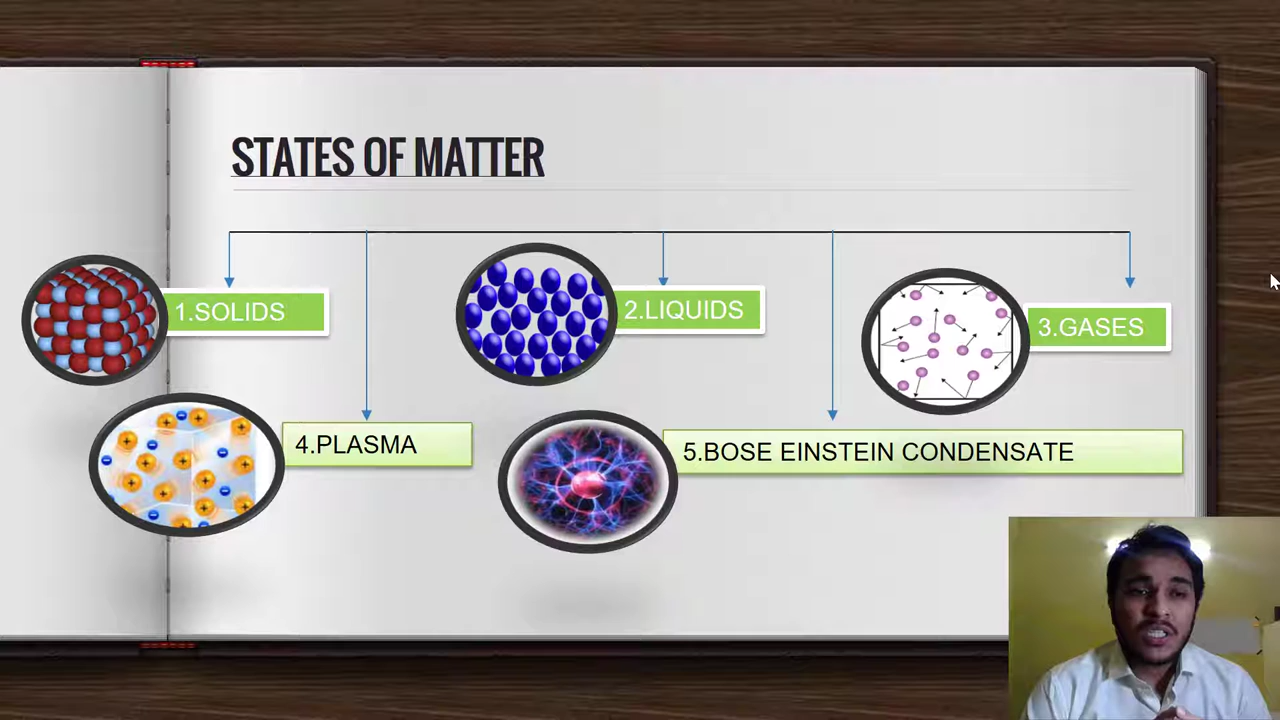 STATES OF MATTER
1.SOLIDS
2.LIQUIDS
3.GASES
4.PLASMA
5.BOSE EINSTEIN CONDENSATE